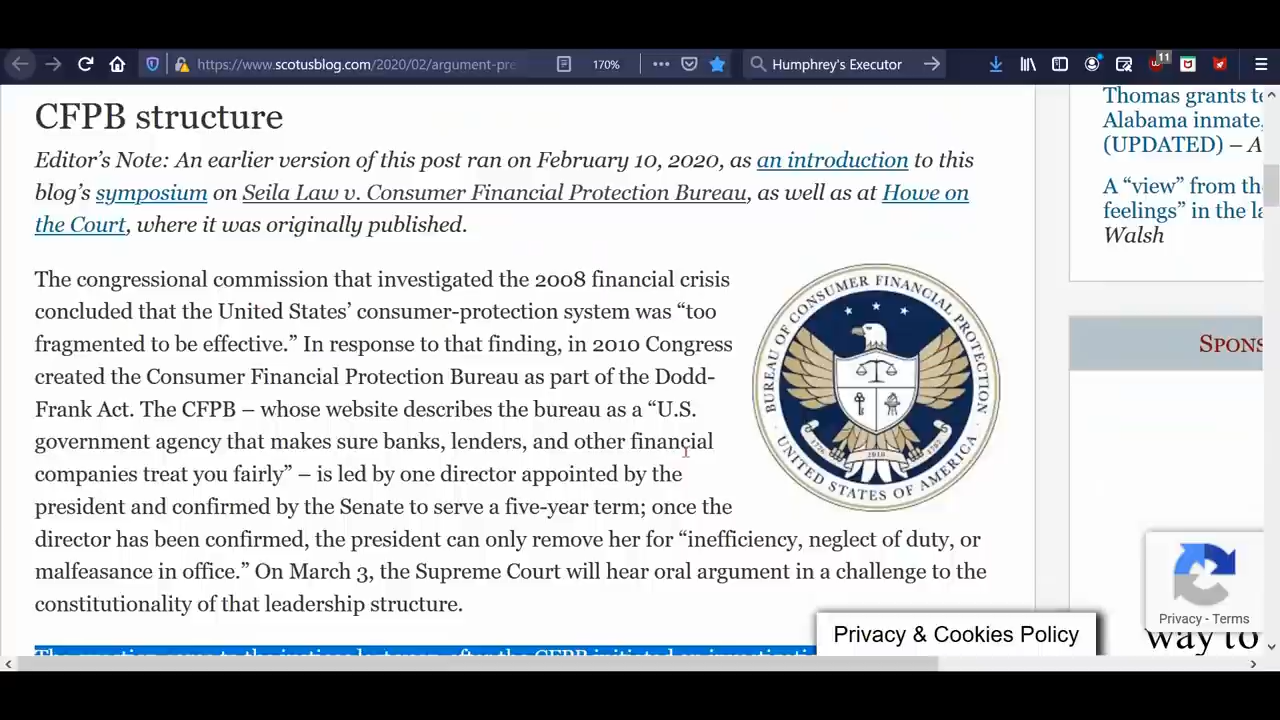 https://www.scotusblog.com/2020/02/argument-pre
170%
Humphrey's Executor
11
CFPB structure
Editor's Note: An earlier version of this post ran on February 10, 2020, as an introduction to this
blog's symposium on Seila Law v. Consumer Financial Protection Bureau, as well as at Howe on
the Court, where it was originally published.
The congressional commission that investigated the 2008 financial crisis
concluded that the United States' consumer-protection system was “too
fragmented to be effective.” In response to that finding, in 2010 Congress
created the Consumer Financial Protection Bureau as part of the Dodd-
Frank Act. The CFPB – whose website describes the bureau as a “U.S.
government agency that makes sure banks, lenders, and other financial
companies treat you fairly” – is led by one director appointed by the
president and confirmed by the Senate to serve a five-year term; once the
director has been confirmed, the president can only remove her for “inefficiency, neglect of duty, or
malfeasance in office.” On March 3, the Supreme Court will hear oral argument in a challenge to the
constitutionality of that leadership structure.
BUREAU OF CONSUMER FINANCIAL PROTECTION
UNITED STATES OF AMERICA
Thomas grants te
Alabama inmate,
(UPDATED) – A
A “view” from th
feelings” in the la
Walsh
SPONS
Privacy - Terms
Privacy & Cookies Policy
way to